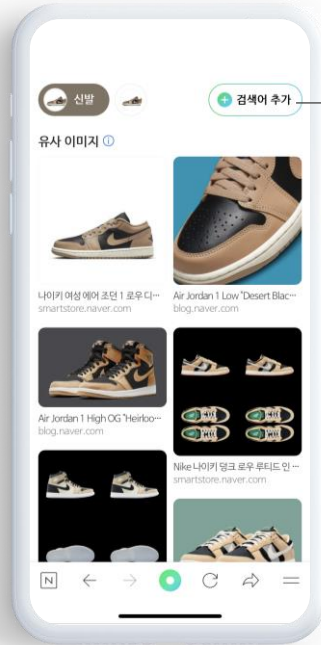 신발
검색어 추가
유사 이미지
나이키 여성 에어 조던 1 로우 디…
smartstore.naver.com
Air Jordan 1 Low "Desert Blac…
blog.naver.com
Air Jordan 1 High OG "Heirloo…
blog.naver.com
Nike 나이키 덩크 로우 루티드 인 …
smartstore.naver.com
N